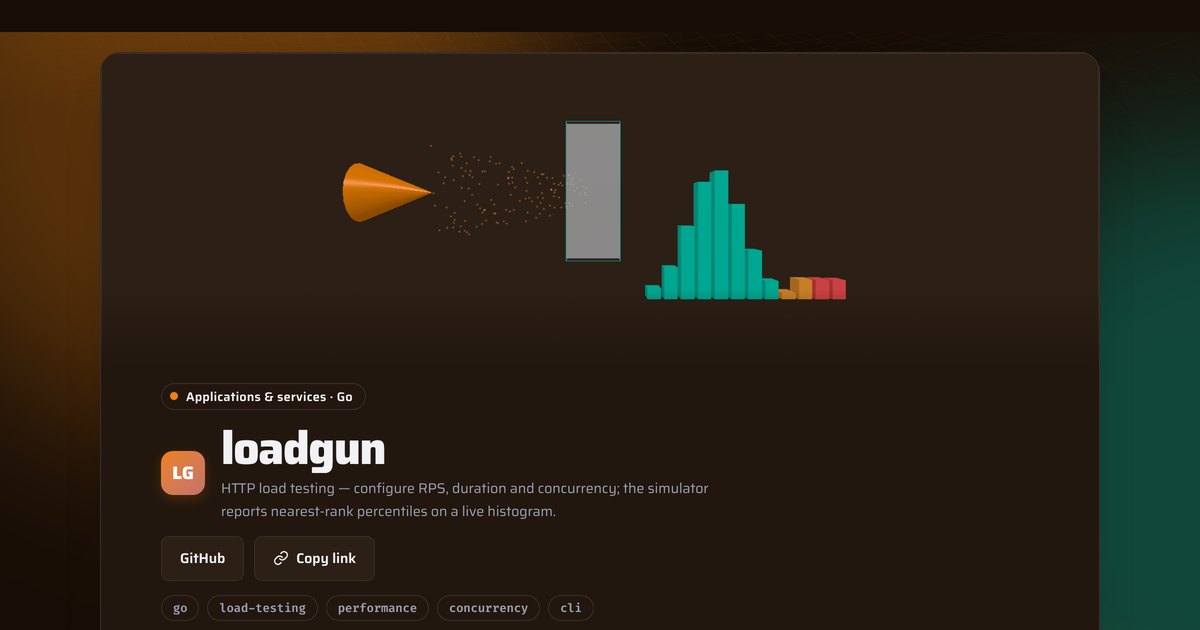 Applications & services · Go
loadgun
LG
HTTP load testing — configure RPS, duration and concurrency; the simulator
reports nearest-rank percentiles on a live histogram.
GitHub
Copy link
go
load-testing
performance
concurrency
cli